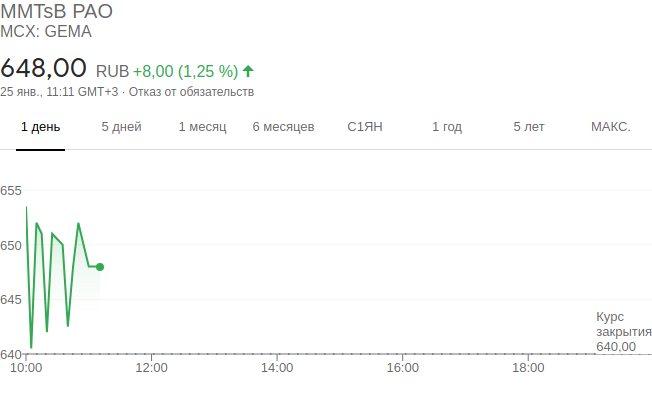 MMTsB PAO
MCX: GEMA
648,00 RUB +8,00 (1,25 %)
25 янв., 11:11 GMT+3 · Отказ от обязательств
1 день 5 дней 1 месяц 6 месяцев С1ЯН 1 год 5 лет МАКС.
655
650
645
Курс
закрытия
640,00
640
10:00 12:00 14:00 16:00 18:00